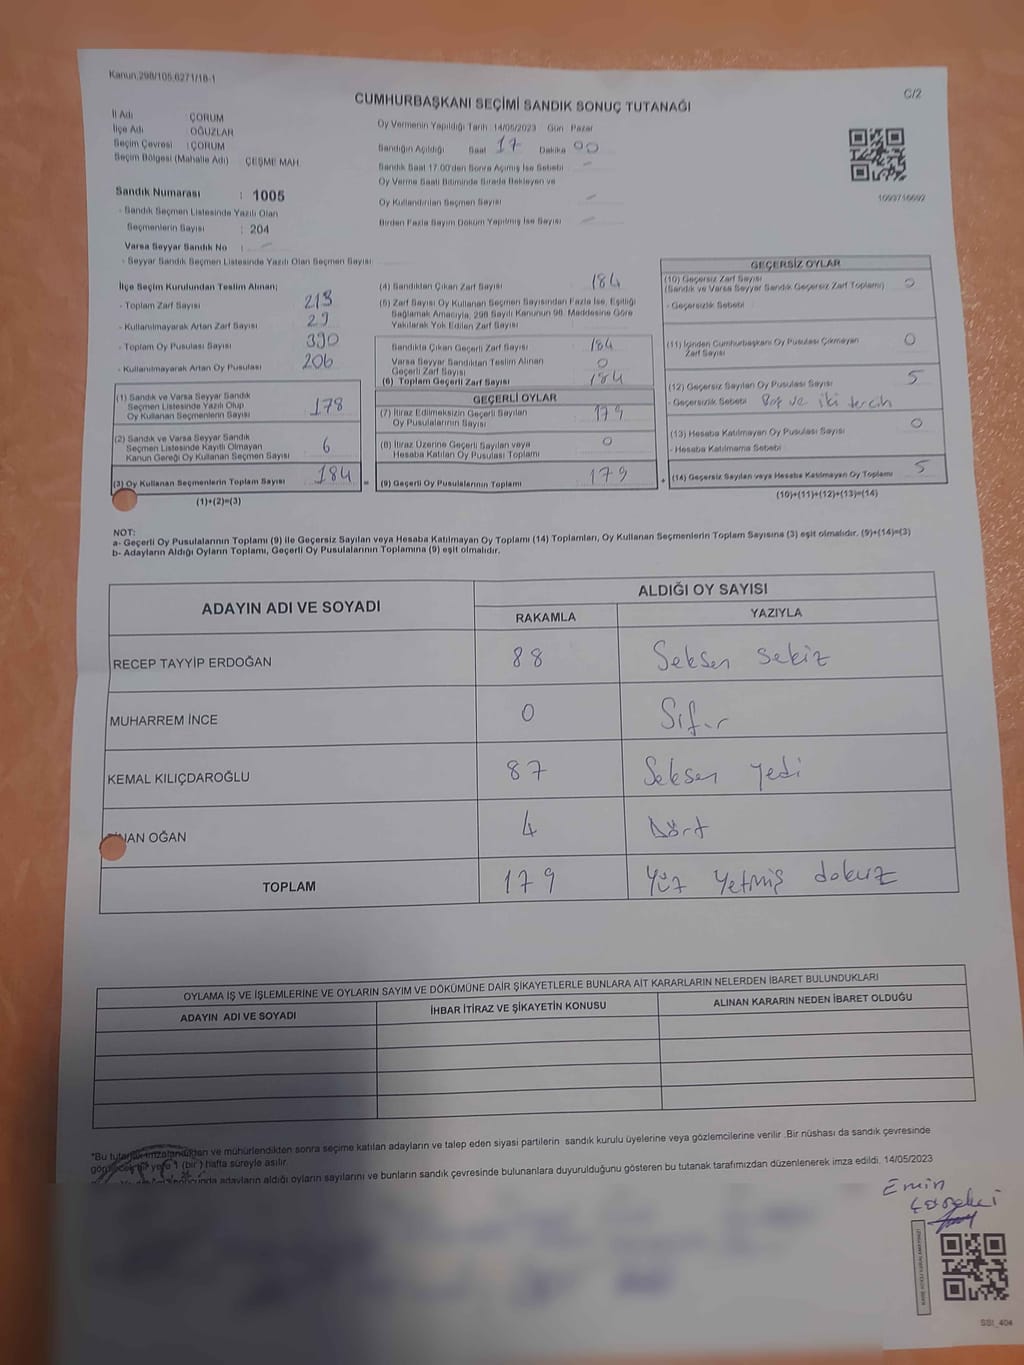 Kanun:298/105,6271/18-1
CUMHURBAŞKANI SEÇİMİ SANDIK SONUÇ TUTANAĞI
C/2
İl Adı : ÇORUM
İlçe Adı OĞUZLAR
Seçim Çevresi : ÇORUM
Seçim Bölgesi (Mahalle Adı) ÇEŞME MAH.
Oy Vermenin Yapıldığı Tarih :14/05/2023 Gün : Pazar
Sandığın Açıldığı Saat 17 Dakika 00
Sandık Saat 17:00'den Sonra Açılmış İse Sebebi –
Oy Verme Saati Bitiminde Sırada Bekleyen ve
Oy Kullandırılan Seçmen Sayısı –
Birden Fazla Sayım Döküm Yapılmış İse Sayısı –
1093716692
Sandık Numarası : 1005
- Sandık Seçmen Listesinde Yazılı Olan
Seçmenlerin Sayısı : 204
Varsa Seyyar Sandık No : –
- Seyyar Sandık Seçmen Listesinde Yazılı Olan Seçmen Sayısı:
İlçe Seçim Kurulundan Teslim Alınan;
- Toplam Zarf Sayısı 213
- Kullanılmayarak Artan Zarf Sayısı 29
- Toplam Oy Pusulası Sayısı 390
- Kullanılmayarak Artan Oy Pusulası 206
(1) Sandık ve Varsa Seyyar Sandık
Seçmen Listesinde Yazılı Olup
Oy Kullanan Seçmenlerin Sayısı 178
(2) Sandık ve Varsa Seyyar Sandık
Seçmen Listesinde Kayıtlı Olmayan
Kanun Gereği Oy Kullanan Seçmen Sayısı 6
(3) Oy Kullanan Seçmenlerin Toplam Sayısı 184
(1)+(2)=(3)
(4) Sandıktan Çıkan Zarf Sayısı 184
(5) Zarf Sayısı Oy Kullanan Seçmen Sayısından Fazla İse, Eşitliği
Sağlamak Amacıyla, 298 Sayılı Kanunun 98. Maddesine Göre
Yakılarak Yok Edilen Zarf Sayısı
Sandıkta Çıkan Geçerli Zarf Sayısı 184
Varsa Seyyar Sandıktan Teslim Alınan
Geçerli Zarf Sayısı 0
(6) Toplam Geçerli Zarf Sayısı 184
GEÇERLİ OYLAR
(7) İtiraz Edilmeksizin Geçerli Sayılan
Oy Pusulalarının Sayısı 179
(8) İtiraz Üzerine Geçerli Sayılan veya
Hesaba Katılan Oy Pusulası Toplamı 0
= (9) Geçerli Oy Pusulalarının Toplamı 179
GEÇERSİZ OYLAR
(10) Geçersiz Zarf Sayısı
(Sandık ve Varsa Seyyar Sandık Geçersiz Zarf Toplamı) 0
- Geçersizlik Sebebi
(11) İçinden Cumhurbaşkanı Oy Pusulası Çıkmayan
Zarf Sayısı 0
(12) Geçersiz Sayılan Oy Pusulası Sayısı 5
- Geçersizlik Sebebi Boş ve iki tercih
(13) Hesaba Katılmayan Oy Pusulası Sayısı 0
- Hesaba Katılmama Sebebi
+ (14) Geçersiz Sayılan veya Hesaba Katılmayan Oy Toplamı 5
(10)+(11)+(12)+(13)=(14)
NOT:
a- Geçerli Oy Pusulalarının Toplamı (9) ile Geçersiz Sayılan veya Hesaba Katılmayan Oy Toplamı (14) Toplamları, Oy Kullanan Seçmenlerin Toplam Sayısına (3) eşit olmalıdır. (9)+(14)=(3)
b- Adayların Aldığı Oyların Toplamı, Geçerli Oy Pusulalarının Toplamına (9) eşit olmalıdır.
ADAYIN ADI VE SOYADI
ALDIĞI OY SAYISI
RAKAMLA YAZIYLA
RECEP TAYYİP ERDOĞAN 88 Seksen sekiz
MUHARREM İNCE 0 Sıfır
KEMAL KILIÇDAROĞLU 87 Seksen yedi
SİNAN OĞAN 4 Dört
TOPLAM 179 Yüz Yetmiş dokuz
OYLAMA İŞ VE İŞLEMLERİNE VE OYLARIN SAYIM VE DÖKÜMÜNE DAİR ŞİKAYETLERLE BUNLARA AİT KARARLARIN NELERDEN İBARET BULUNDUKLARI
ADAYIN ADI VE SOYADI İHBAR İTİRAZ VE ŞİKAYETİN KONUSU ALINAN KARARIN NEDEN İBARET OLDUĞU
*Bu tutanak imzalandıktan ve mühürlendikten sonra seçime katılan adayların ve talep eden siyasi partilerin sandık kurulu üyelerine veya gözlemcilerine verilir .Bir nüshası da sandık çevresinde
yere 1 (bir ) hafta süreyle asılır.
adayların aldığı oyların sayılarını ve bunların sandık çevresinde bulunanlara duyurulduğunu gösteren bu tutanak tarafımızdan düzenlenerek imza edildi. 14/05/2023
Emin
SSI_404